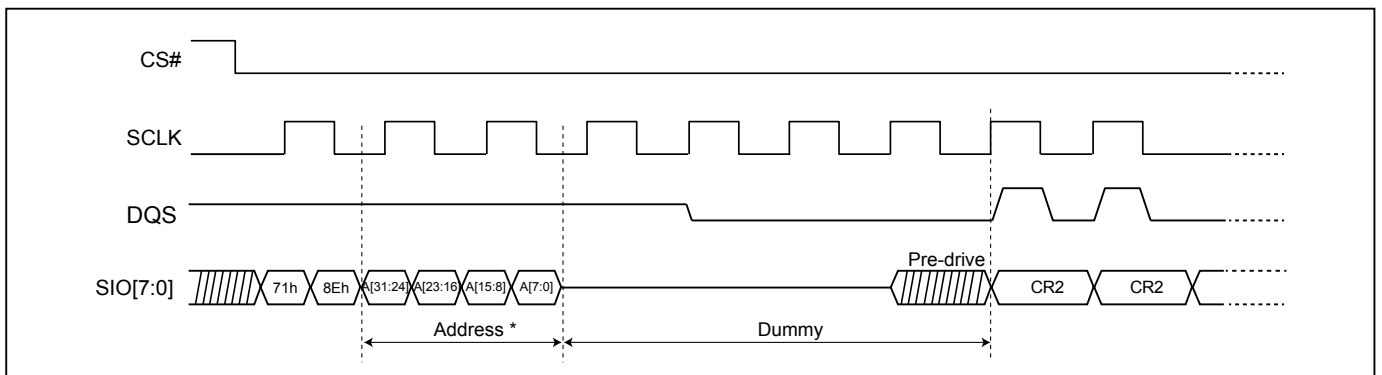 CS#
SCLK
DQS
Pre-drive
SIO[7:0]
71h
8Eh
A[31:24]
A[23:16]
A[15:8]
A[7:0]
CR2
CR2
Address *
Dummy